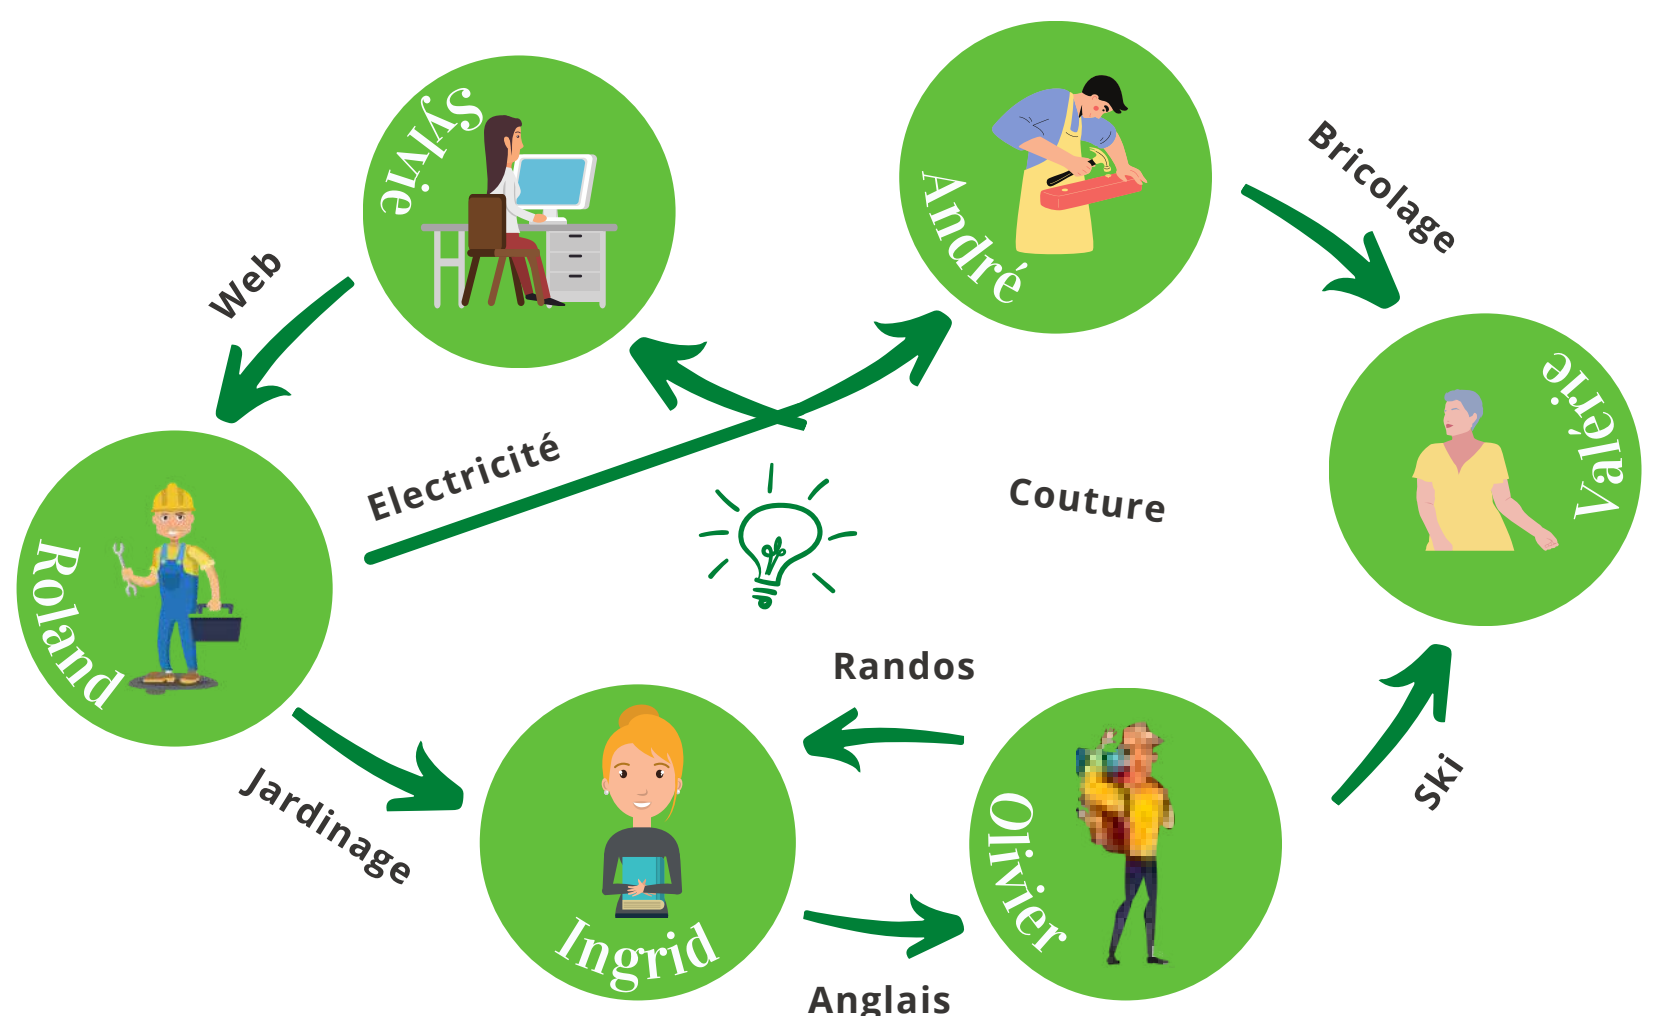 Sylvie
André
Bricolage
Web
Valérie
Electricité
Couture
Roland
Randos
Jardinage
Ski
Olivier
Ingrid
Anglais